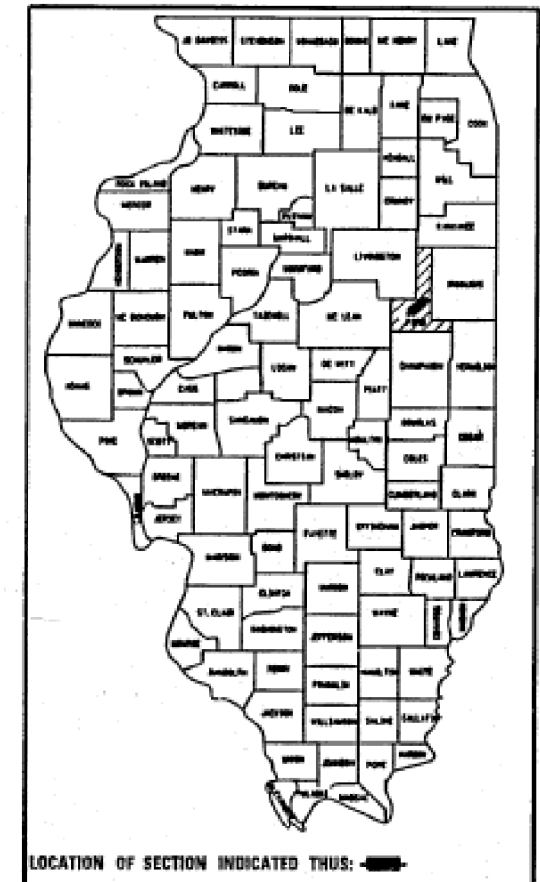 JO DAVIESS STEPHENSON WINNEBAGO BOONE MC HENRY LAKE
CARROLL OGLE DE KALB KANE DU PAGE COOK
WHITESIDE LEE
KENDALL WILL
ROCK ISLAND HENRY BUREAU LA SALLE GRUNDY
MERCER PUTNAM KANKAKEE
STARK MARSHALL
HENDERSON WARREN KNOX PEORIA WOODFORD LIVINGSTON IROQUOIS
FORD
HANCOCK MC DONOUGH FULTON TAZEWELL MC LEAN
MASON CHAMPAIGN VERMILION
SCHUYLER LOGAN DE WITT
ADAMS BROWN CASS PIATT
MENARD MACON
PIKE SCOTT MORGAN SANGAMON MOULTRIE DOUGLAS EDGAR
CHRISTIAN COLES
GREENE SHELBY
MACOUPIN MONTGOMERY CUMBERLAND CLARK
JERSEY FAYETTE EFFINGHAM JASPER CRAWFORD
MADISON BOND
CLAY RICHLAND LAWRENCE
CLINTON MARION
ST. CLAIR WAYNE
WASHINGTON JEFFERSON
MONROE
RANDOLPH PERRY HAMILTON WHITE
FRANKLIN
JACKSON WILLIAMSON SALINE GALLATIN
UNION JOHNSON POPE HARDIN
PULASKI MASSAC
LOCATION OF SECTION INDICATED THUS: